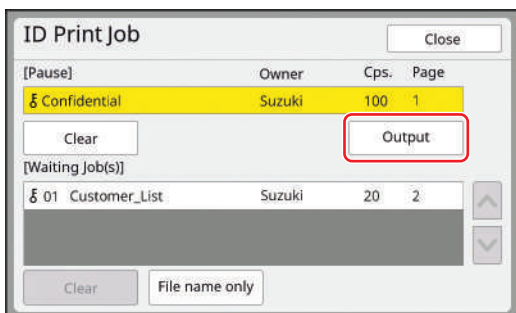 ID Print Job Close
[Pause] Owner Cps. Page
Confidential Suzuki 100 1
Clear Output
[Waiting Job(s)]
01 Customer_List Suzuki 20 2
Clear File name only